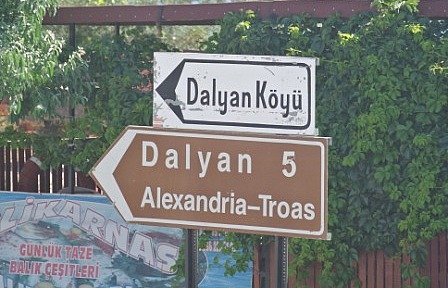 Dalyan Köyü
Dalyan 5
Alexandria-Troas
LİKARNAS
GÜNLÜK TAZE
BALIK ÇEŞİTLERİ